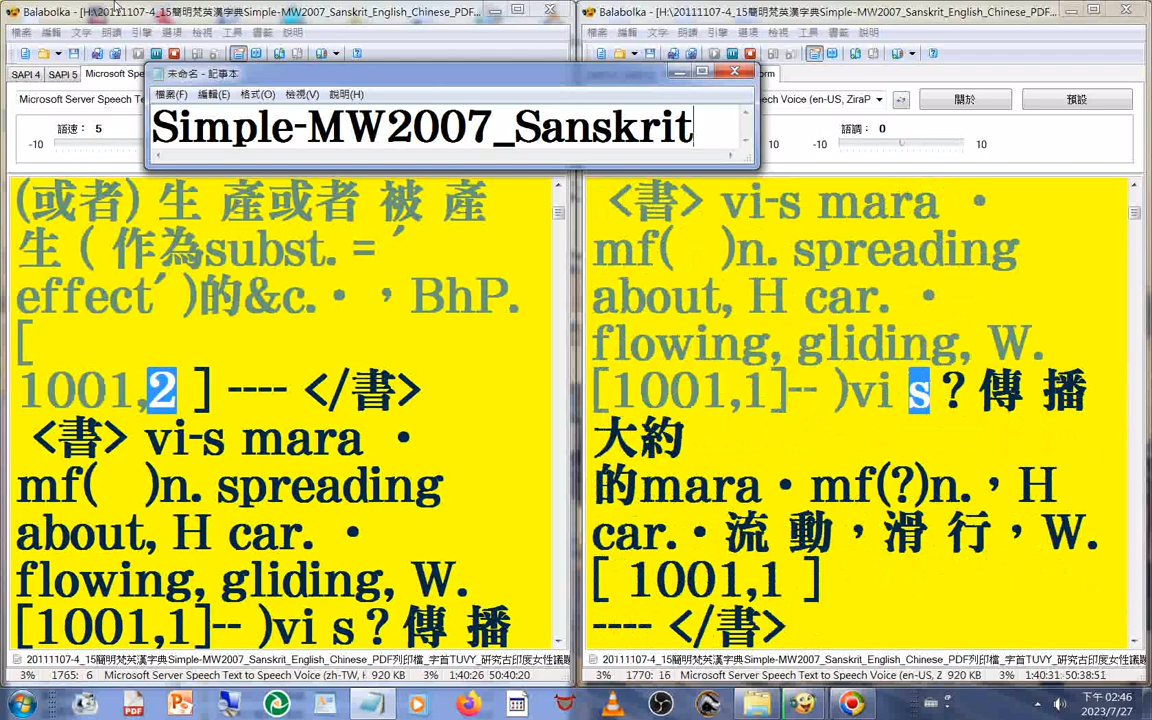 Balabolka - [H:\20111107-4_15簡明梵英漢字典Simple-MW2007_Sanskrit_English_Chinese_PDF...
檔案 編輯 文字 朗讀 引擎 選項 檢視 工具 書籤 說明
SAPI 4 SAPI 5 Microsoft Sp
Microsoft Server Speech Text
語速： 5
-10
未命名 - 記事本
檔案(F) 編輯(E) 格式(O) 檢視(V) 說明(H)
Simple-MW2007_Sanskrit
(或者) 生 產或者 被 產
生 ( 作為subst. = ´
effect´ )的&c.‧，BhP.
[
1001,2 ] ---- </書>
<書> vi-s mara ‧
mf( )n. spreading
about, H car. ‧
flowing, gliding, W.
[1001,1]-- )vi s？傳 播
20111107-4_15簡明梵英漢字典Simple-MW2007_Sanskrit_English_Chinese_PDF列印檔_字首TUVY_研究古印度女性議題
3% 1765: 6 Microsoft Server Speech Text to Speech Voice (zh-TW, H 920 KB 3% 1:40:26 50:40:20
Balabolka - [H:\20111107-4_15簡明梵英漢字典Simple-MW2007_Sanskrit_English_Chinese_PDF...
檔案 編輯 文字 朗讀 引擎 選項 檢視 工具 書籤 說明
ech Voice (en-US, ZiraP 關於 預設
語調： 0
10 -10 10
<書> vi-s mara ‧
mf( )n. spreading
about, H car. ‧
flowing, gliding, W.
[1001,1]-- )vi s？傳 播
大約
的mara‧mf(?)n.，H
car.‧流 動，滑 行，W.
[ 1001,1 ]
---- </書>
20111107-4_15簡明梵英漢字典Simple-MW2007_Sanskrit_English_Chinese_PDF列印檔_字首TUVY_研究古印度女性議題
3% 1770: 16 Microsoft Server Speech Text to Speech Voice (en-US, Z 920 KB 3% 1:40:31 50:38:51
下午 02:46
2023/7/27